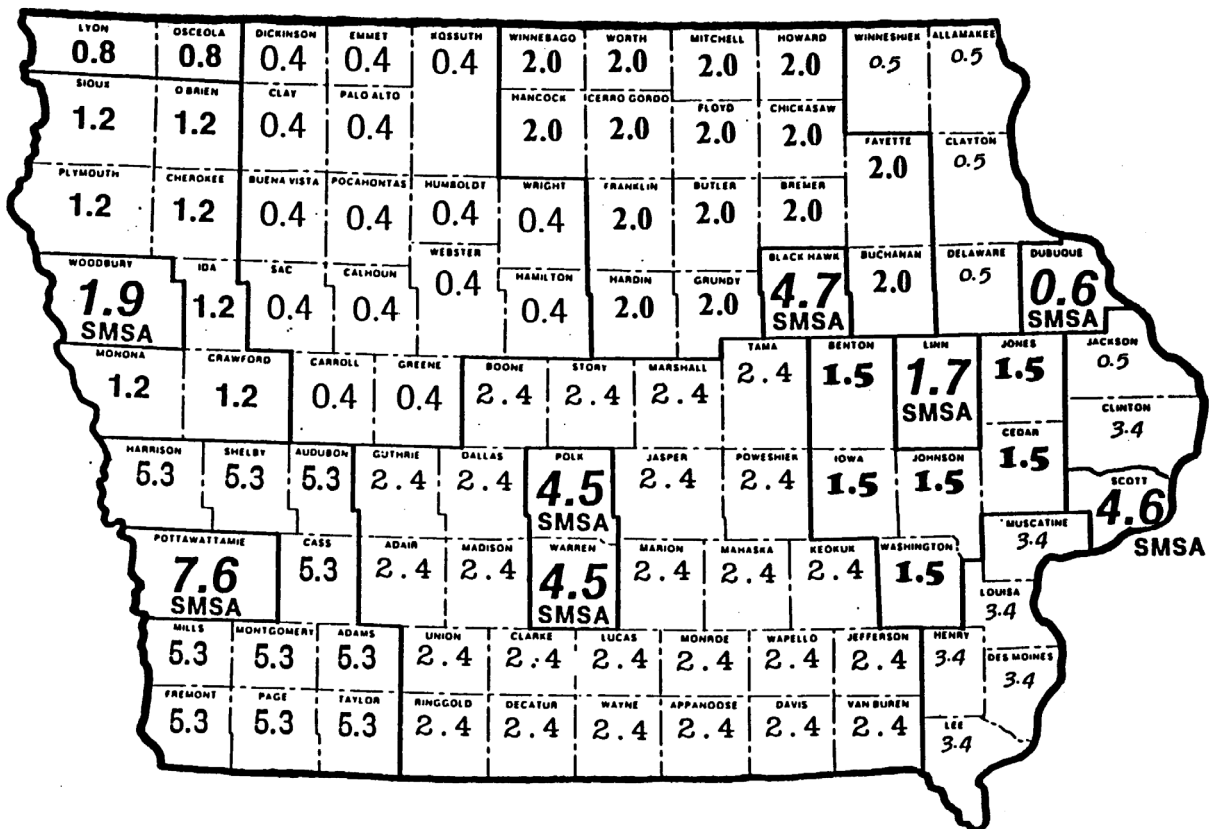 LYON OSCEOLA DICKINSON EMMET KOSSUTH WINNEBAGO WORTH MITCHELL HOWARD WINNESHIEK ALLAMAKEE
0.8 0.8 0.4 0.4 0.4 2.0 2.0 2.0 2.0 0.5 0.5
SIOUX O BRIEN CLAY PALO ALTO HANCOCK CERRO GORDO FLOYD CHICKASAW
1.2 1.2 0.4 0.4 2.0 2.0 2.0 2.0
FAYETTE CLAYTON
2.0 0.5
PLYMOUTH CHEROKEE BUENA VISTA POCAHONTAS HUMBOLDT WRIGHT FRANKLIN BUTLER BREMER
1.2 1.2 0.4 0.4 0.4 0.4 2.0 2.0 2.0
WOODBURY IDA SAC CALHOUN WEBSTER HAMILTON HARDIN GRUNDY BLACK HAWK BUCHANAN DELAWARE DUBUQUE
1.9 1.2 0.4 0.4 0.4 0.4 2.0 2.0 4.7 2.0 0.5 0.6
SMSA SMSA SMSA
MONONA CRAWFORD CARROLL GREENE BOONE STORY MARSHALL TAMA BENTON LINN JONES JACKSON
1.2 1.2 0.4 0.4 2.4 2.4 2.4 2.4 1.5 1.7 1.5 0.5
SMSA
CLINTON
3.4
HARRISON SHELBY AUDUBON GUTHRIE DALLAS POLK JASPER POWESHIEK IOWA JOHNSON CEDAR SCOTT
5.3 5.3 5.3 2.4 2.4 4.5 2.4 2.4 1.5 1.5 1.5 4.6
SMSA SMSA
MUSCATINE
3.4
POTTAWATTAMIE CASS ADAIR MADISON WARREN MARION MAHASKA KEOKUK WASHINGTON
7.6 5.3 2.4 2.4 4.5 2.4 2.4 2.4 1.5
SMSA SMSA
LOUISA
3.4
MILLS MONTGOMERY ADAMS UNION CLARKE LUCAS MONROE WAPELLO JEFFERSON HENRY DES MOINES
5.3 5.3 5.3 2.4 2.4 2.4 2.4 2.4 2.4 3.4 3.4
FREMONT PAGE TAYLOR RINGGOLD DECATUR WAYNE APPANOOSE DAVIS VAN BUREN LEE
5.3 5.3 5.3 2.4 2.4 2.4 2.4 2.4 2.4 3.4